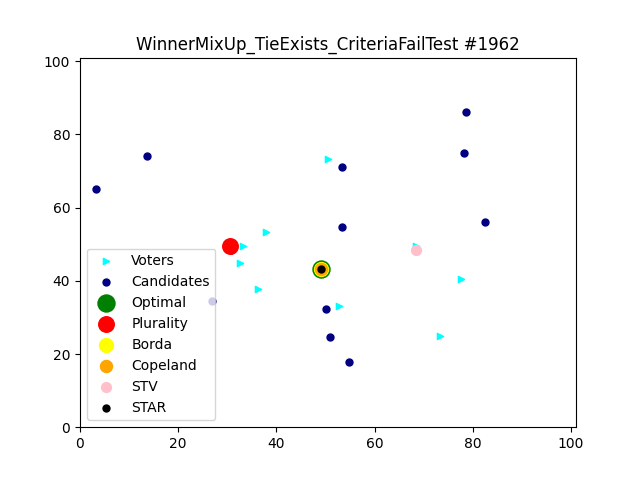 WinnerMixUp_TieExists_CriteriaFailTest #1962
100
80
60
40
20
0
Voters
Candidates
Optimal
Plurality
Borda
Copeland
STV
STAR
0 20 40 60 80 100